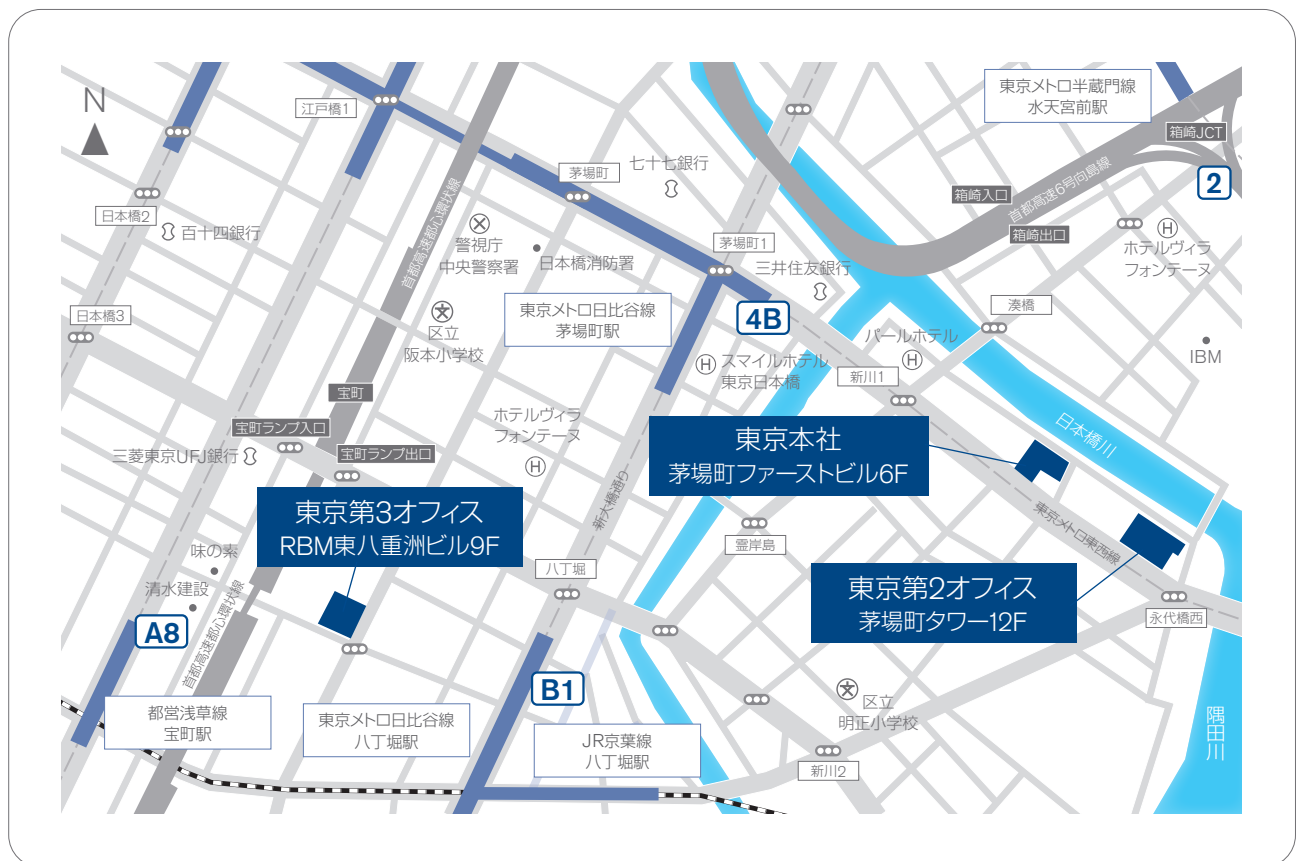 N
江戸橋1
日本橋2
百十四銀行
日本橋3
首都高速都心環状線
警視庁
中央警察署
日本橋消防署
茅場町
七十七銀行
茅場町1
三井住友銀行
東京メトロ半蔵門線
水天宮前駅
箱崎JCT
2
首都高速6号向島線
箱崎入口
箱崎出口
ホテルヴィラ
フォンテーヌ
湊橋
IBM
区立
阪本小学校
東京メトロ日比谷線
茅場町駅
4B
スマイルホテル
東京日本橋
パールホテル
新川1
宝町
宝町ランプ入口
宝町ランプ出口
三菱東京UFJ銀行
ホテルヴィラ
フォンテーヌ
東京本社
茅場町ファーストビル6F
日本橋川
新大橋通り
東京第3オフィス
RBM東八重洲ビル9F
霊岸島
東京メトロ東西線
味の素
清水建設
八丁堀
東京第2オフィス
茅場町タワー12F
永代橋西
首都高速都心環状線
A8
B1
区立
明正小学校
都営浅草線
宝町駅
東京メトロ日比谷線
八丁堀駅
JR京葉線
八丁堀駅
新川2
隅田川